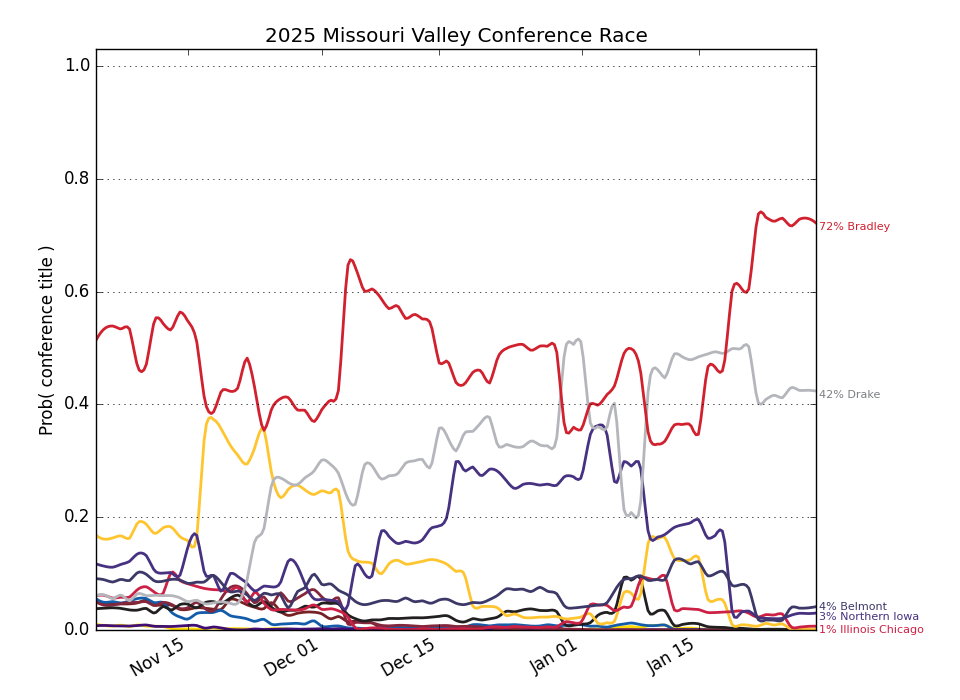 2025 Missouri Valley Conference Race
1.0
0.8
0.6
0.4
0.2
0.0
Prob( conference title )
72% Bradley
42% Drake
4% Belmont
3% Northern Iowa
1% Illinois Chicago
Nov 15
Dec 01
Dec 15
Jan 01
Jan 15